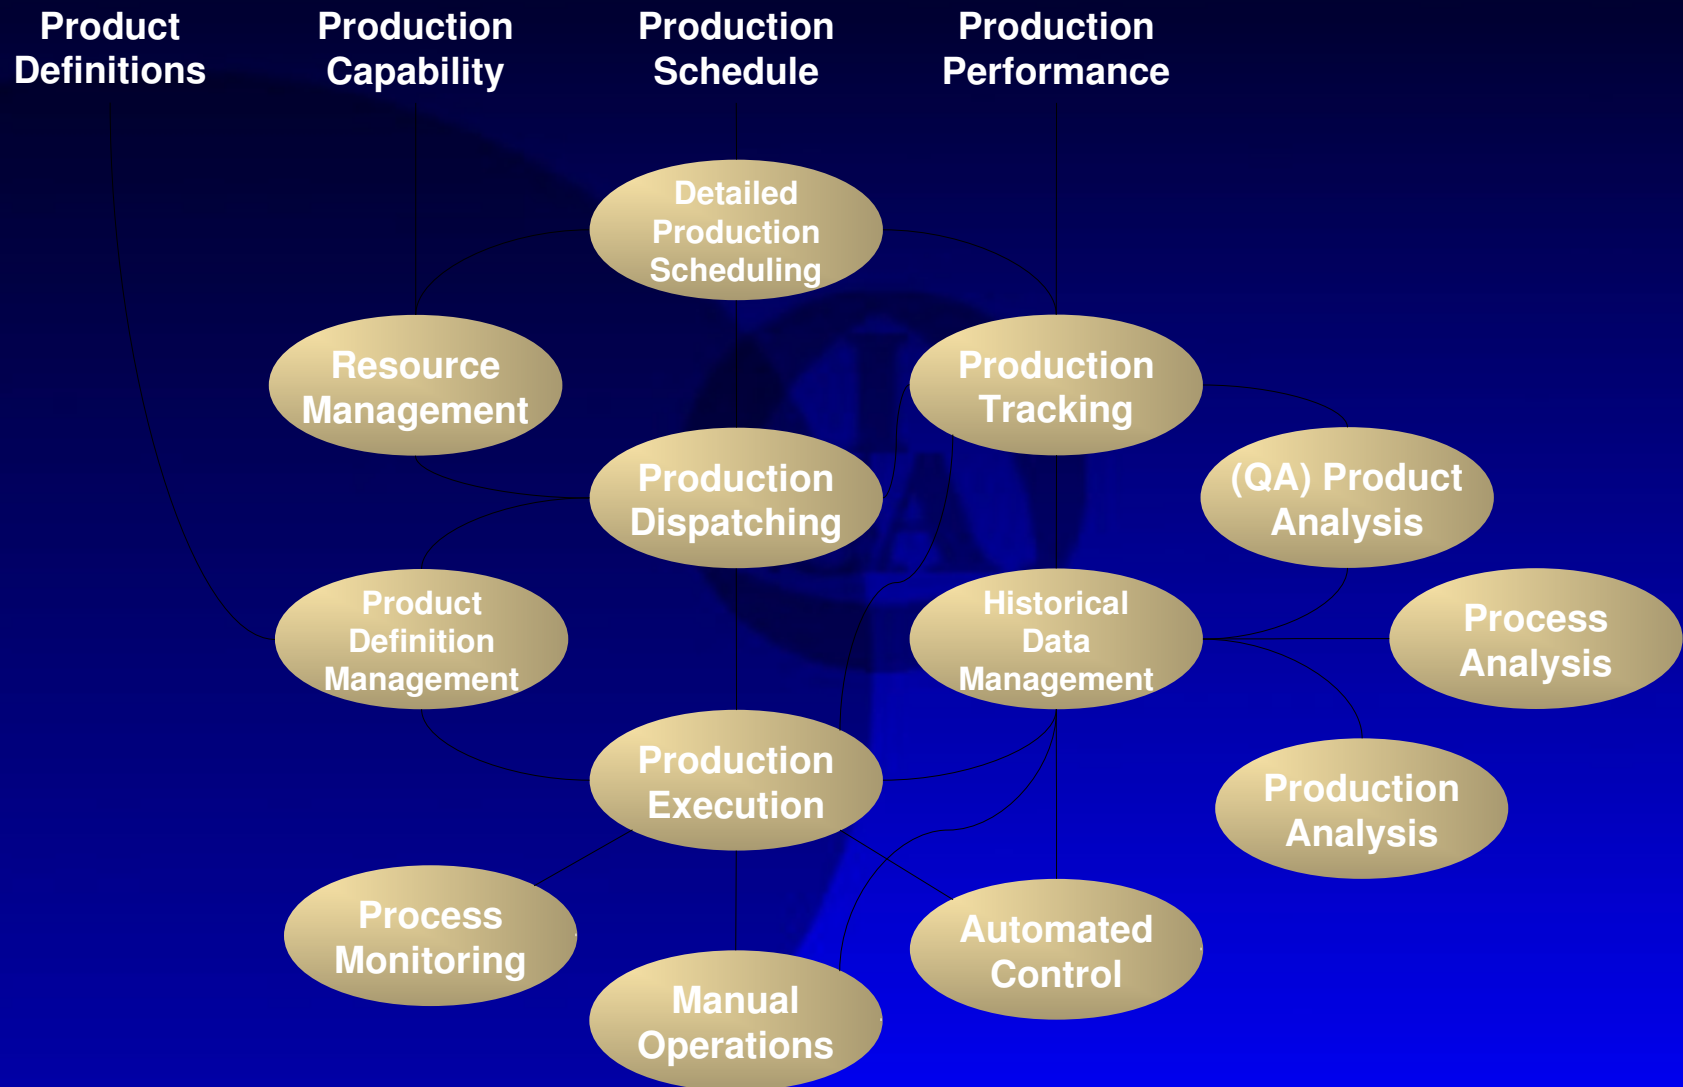 Product
Definitions
Production
Capability
Production
Schedule
Production
Performance
Detailed
Production
Scheduling
Resource
Management
Production
Tracking
Production
Dispatching
(QA) Product
Analysis
Product
Definition
Management
Historical
Data
Management
Process
Analysis
Production
Execution
Production
Analysis
Process
Monitoring
Automated
Control
Manual
Operations